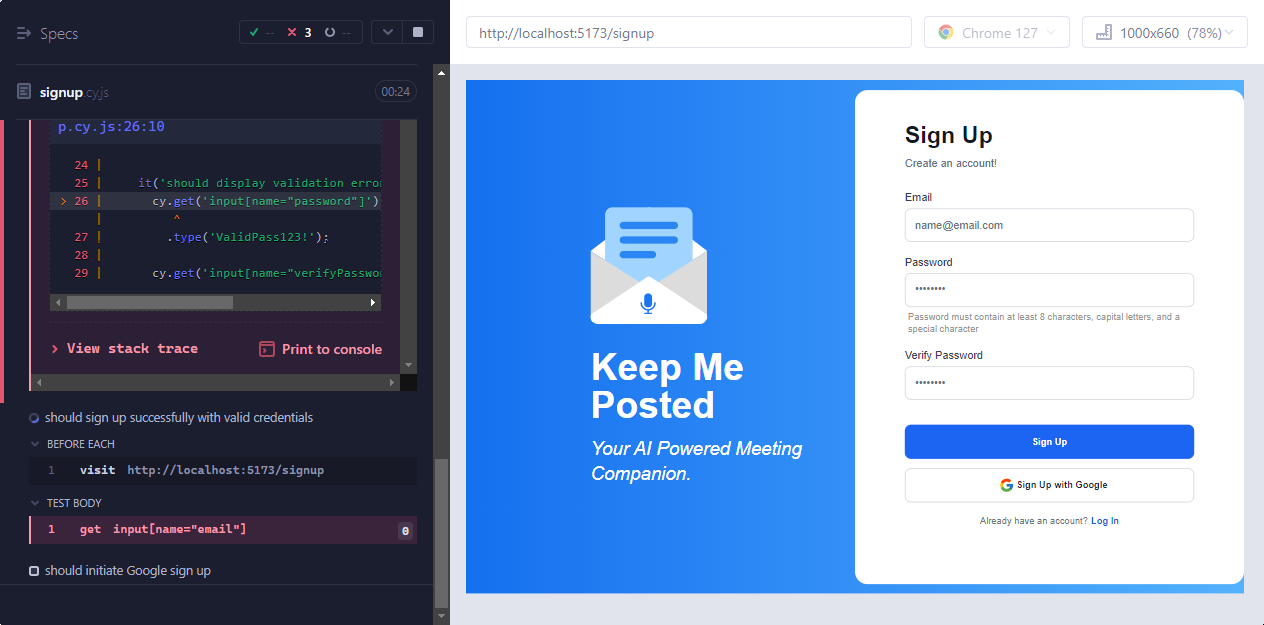 Specs
-- 3 --
signup.cy.js 00:24
p.cy.js:26:10
24 |
25 | it('should display validation erro
> 26 | cy.get('input[name="password"]')
| ^
27 | .type('ValidPass123!');
28 |
29 | cy.get('input[name="verifyPasswo
> View stack trace Print to console
should sign up successfully with valid credentials
BEFORE EACH
1 visit http://localhost:5173/signup
TEST BODY
1 get input[name="email"] 0
should initiate Google sign up
http://localhost:5173/signup
Chrome 127
1000x660 (78%)
Keep Me
Posted
Your AI Powered Meeting
Companion.
Sign Up
Create an account!
Email
name@email.com
Password
••••••••
Password must contain at least 8 characters, capital letters, and a
special character
Verify Password
••••••••
Sign Up
Sign Up with Google
Already have an account? Log In